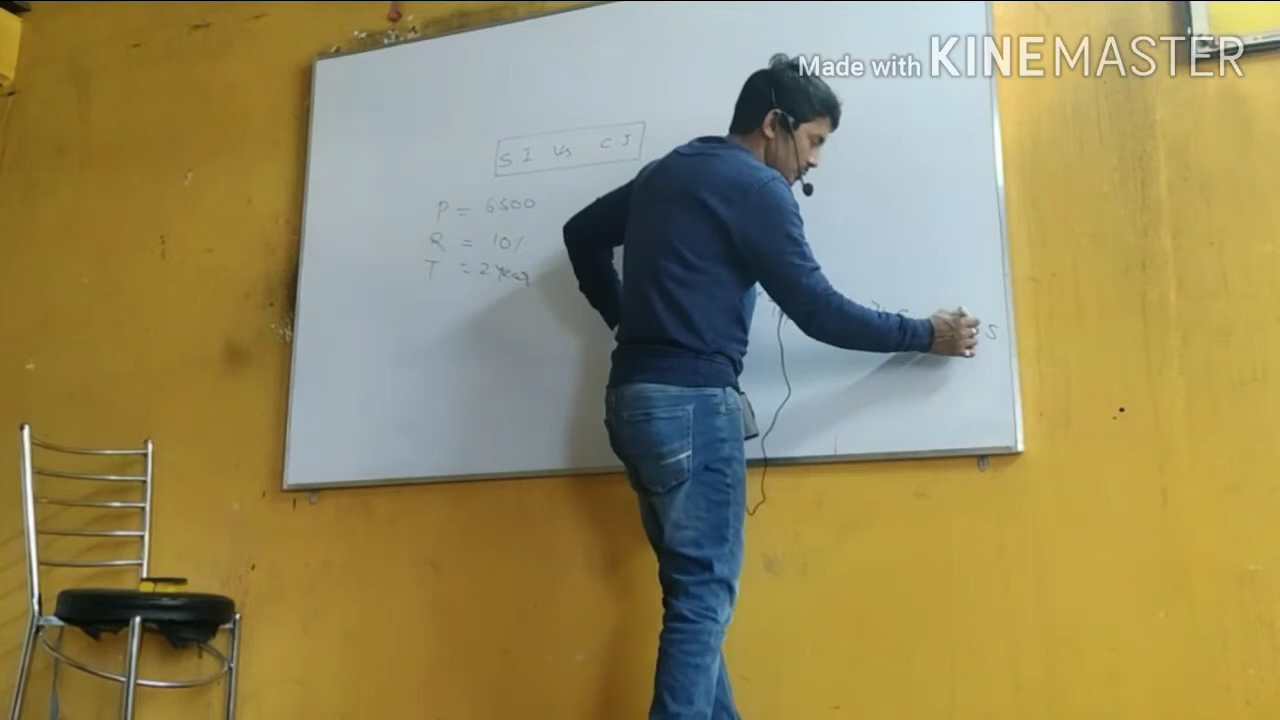 Made with KINEMASTER
S I Vs C.I
P = 6500
R = 10%
T = 2 year
S